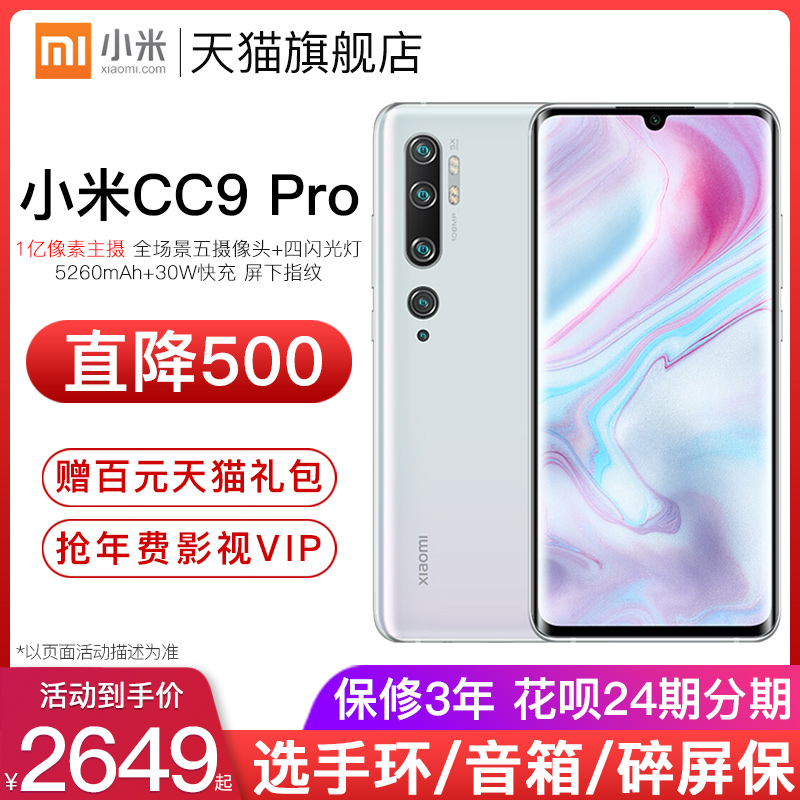 小米 天猫旗舰店
xiaomi.com
小米CC9 Pro
1亿像素主摄 全场景五摄像头+四闪光灯
5260mAh+30W快充 屏下指纹
直降500
赠百元天猫礼包
抢年费影视VIP
*以页面活动描述为准
5X
108MP
xiaomi
活动到手价
¥2649起
保修3年 花呗24期分期
选手环/音箱/碎屏保